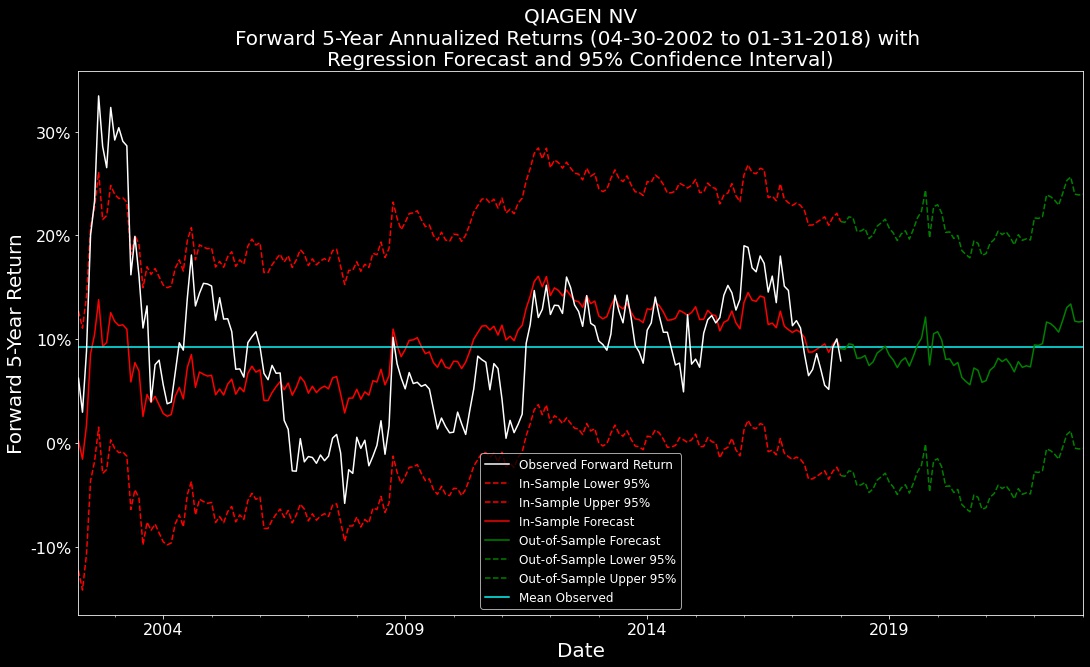 QIAGEN NV
Forward 5-Year Annualized Returns (04-30-2002 to 01-31-2018) with
Regression Forecast and 95% Confidence Interval)
Forward 5-Year Return
30%
20%
10%
0%
-10%
Observed Forward Return
In-Sample Lower 95%
In-Sample Upper 95%
In-Sample Forecast
Out-of-Sample Forecast
Out-of-Sample Lower 95%
Out-of-Sample Upper 95%
Mean Observed
2004 2009 2014 2019
Date